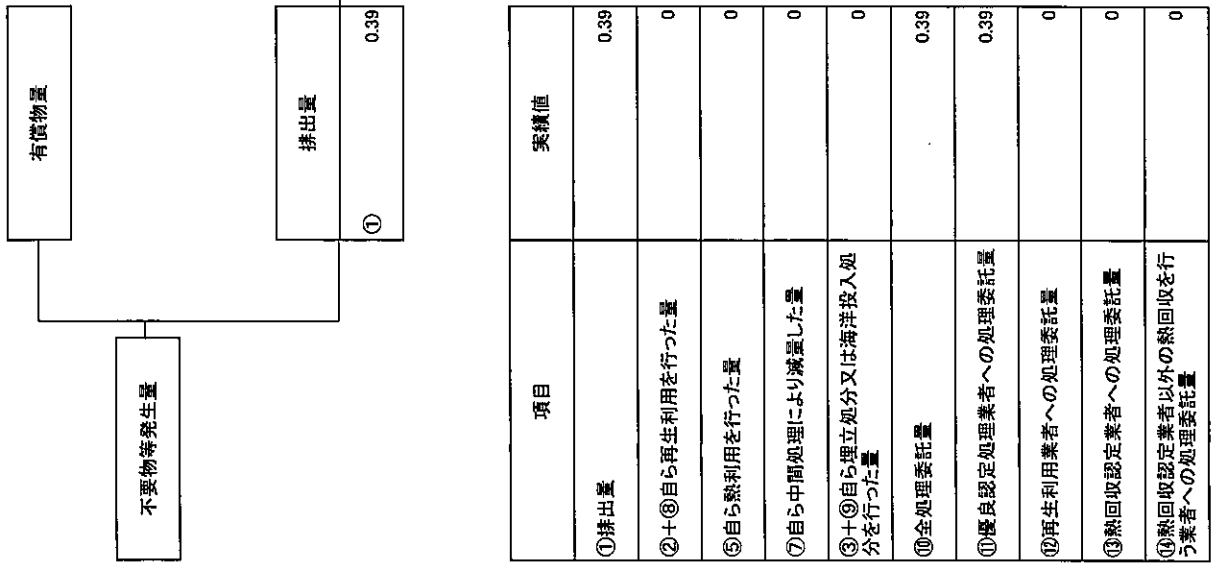 不要物等発生量
有償物量
排出量
①
0.39
項目
実績値
①排出量
0.39
②+⑧自ら再生利用を行った量
0
⑤自ら熱利用を行った量
0
⑦自ら中間処理により減量した量
0
③+⑨自ら埋立処分又は海洋投入処
分を行った量
0
⑩全処理委託量
0.39
⑪優良認定処理業者への処理委託量
0.39
⑫再生利用業者への処理委託量
0
⑬熱回収認定業者への処理委託量
0
⑭熱回収認定業者以外の熱回収を行
う業者への処理委託量
0